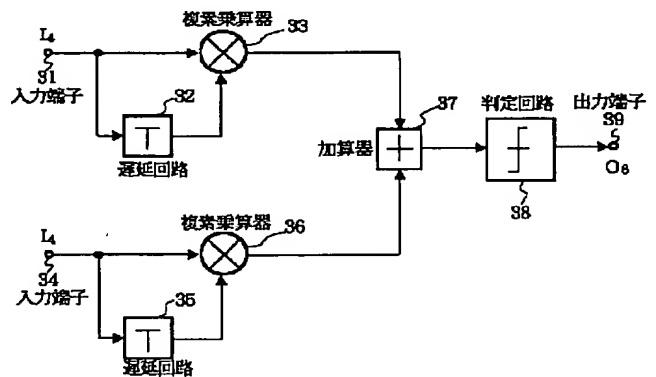 I₄
31
入力端子
複素乗算器
33
32
T
遅延回路
37
加算器
+
判定回路
38
出力端子
39
O₆
I₄
34
入力端子
複素乗算器
36
35
T
遅延回路